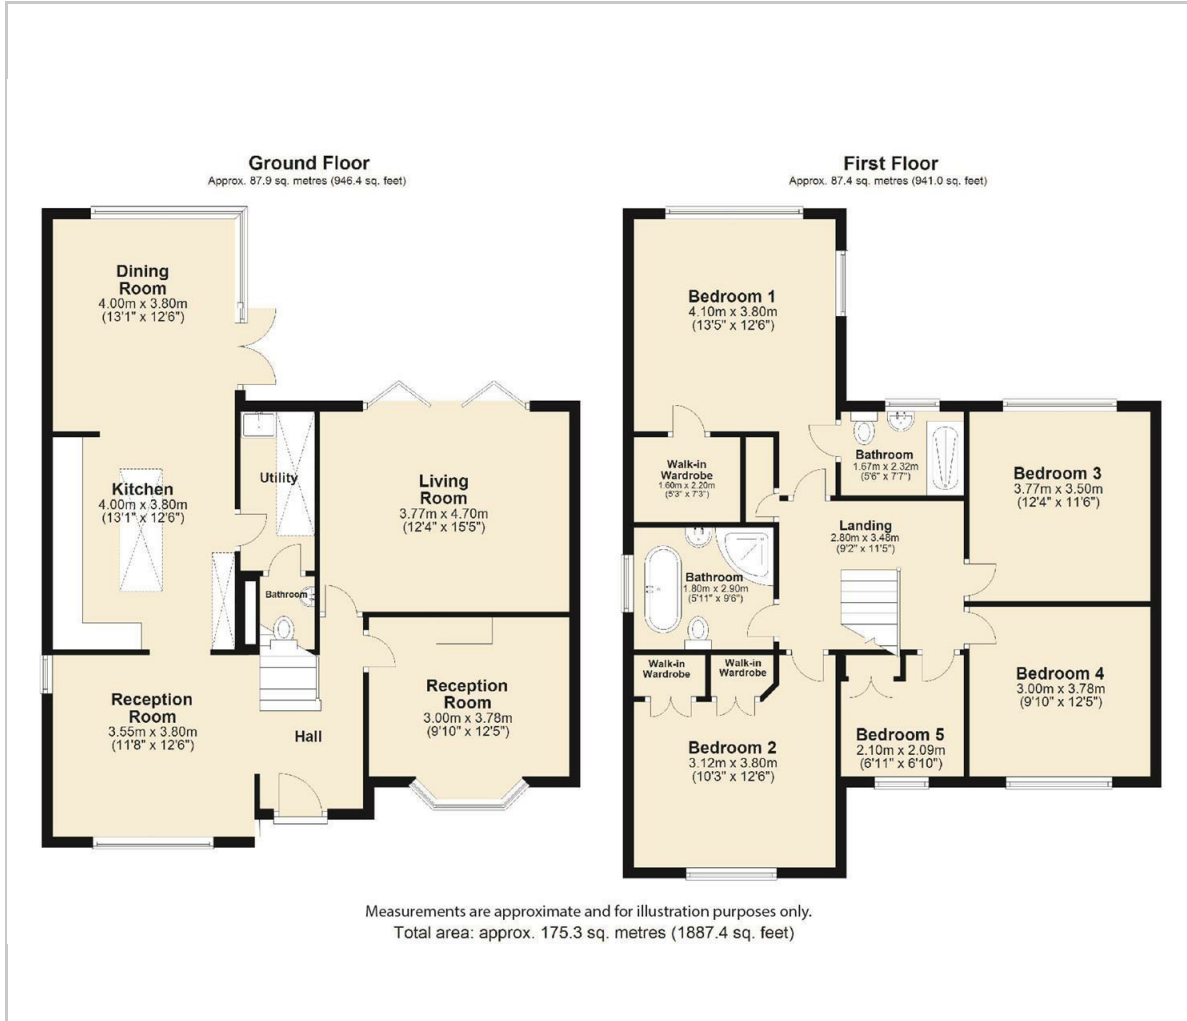 Ground Floor
Approx. 87.9 sq. metres (946.4 sq. feet)
Dining
Room
4.00m x 3.80m
(13'1" x 12'6")
Kitchen
4.00m x 3.80m
(13'1" x 12'6")
Utility
Living
Room
3.77m x 4.70m
(12'4" x 15'5")
Bathroom
Reception
Room
3.55m x 3.80m
(11'8" x 12'6")
Hall
Reception
Room
3.00m x 3.78m
(9'10" x 12'5")
First Floor
Approx. 87.4 sq. metres (941.0 sq. feet)
Bedroom 1
4.10m x 3.80m
(13'5" x 12'6")
Walk-in
Wardrobe
1.60m x 2.20m
(5'3" x 7'3")
Bathroom
1.67m x 2.32m
(5'6" x 7'7")
Bedroom 3
3.77m x 3.50m
(12'4" x 11'6")
Landing
2.80m x 3.48m
(9'2" x 11'5")
Bathroom
1.80m x 2.90m
(5'11" x 9'6")
Walk-in
Wardrobe
Walk-in
Wardrobe
Bedroom 2
3.12m x 3.80m
(10'3" x 12'6")
Bedroom 5
2.10m x 2.09m
(6'11" x 6'10")
Bedroom 4
3.00m x 3.78m
(9'10" x 12'5")
Measurements are approximate and for illustration purposes only.
Total area: approx. 175.3 sq. metres (1887.4 sq. feet)